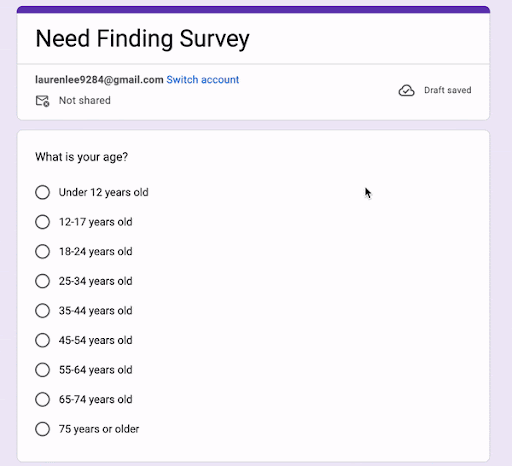 Need Finding Survey
laurenlee9284@gmail.com Switch account
Not shared
Draft saved
What is your age?
Under 12 years old
12-17 years old
18-24 years old
25-34 years old
35-44 years old
45-54 years old
55-64 years old
65-74 years old
75 years or older